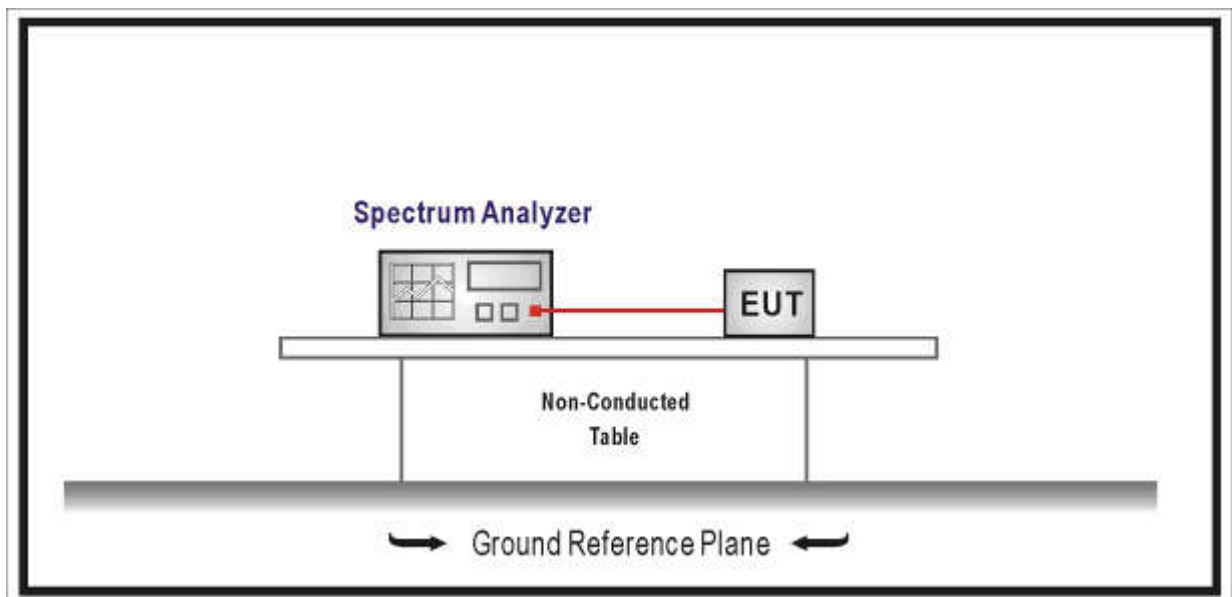 Spectrum Analyzer
EUT
Non-Conducted
Table
Ground Reference Plane